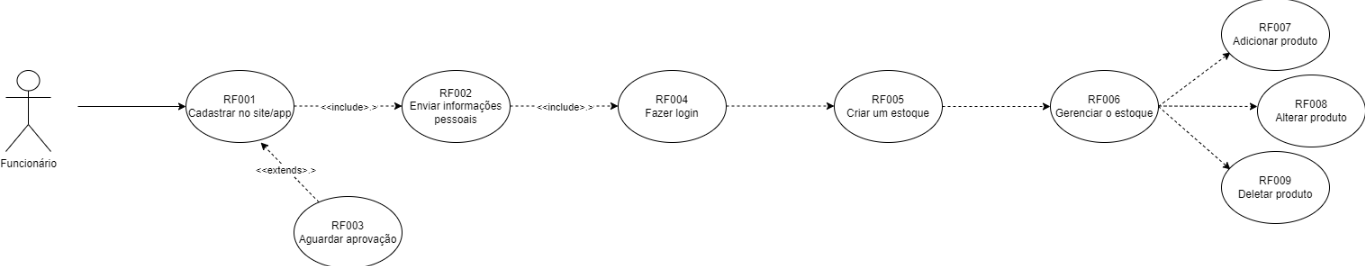 RF007
Adicionar produto
RF001
Cadastrar no site/app
<<include>.>
RF002
Enviar informações
pessoais
<<include>.>
RF004
Fazer login
RF005
Criar um estoque
RF006
Gerenciar o estoque
RF008
Alterar produto
Funcionário
<<extends>.>
RF009
Deletar produto
RF003
Aguardar aprovação